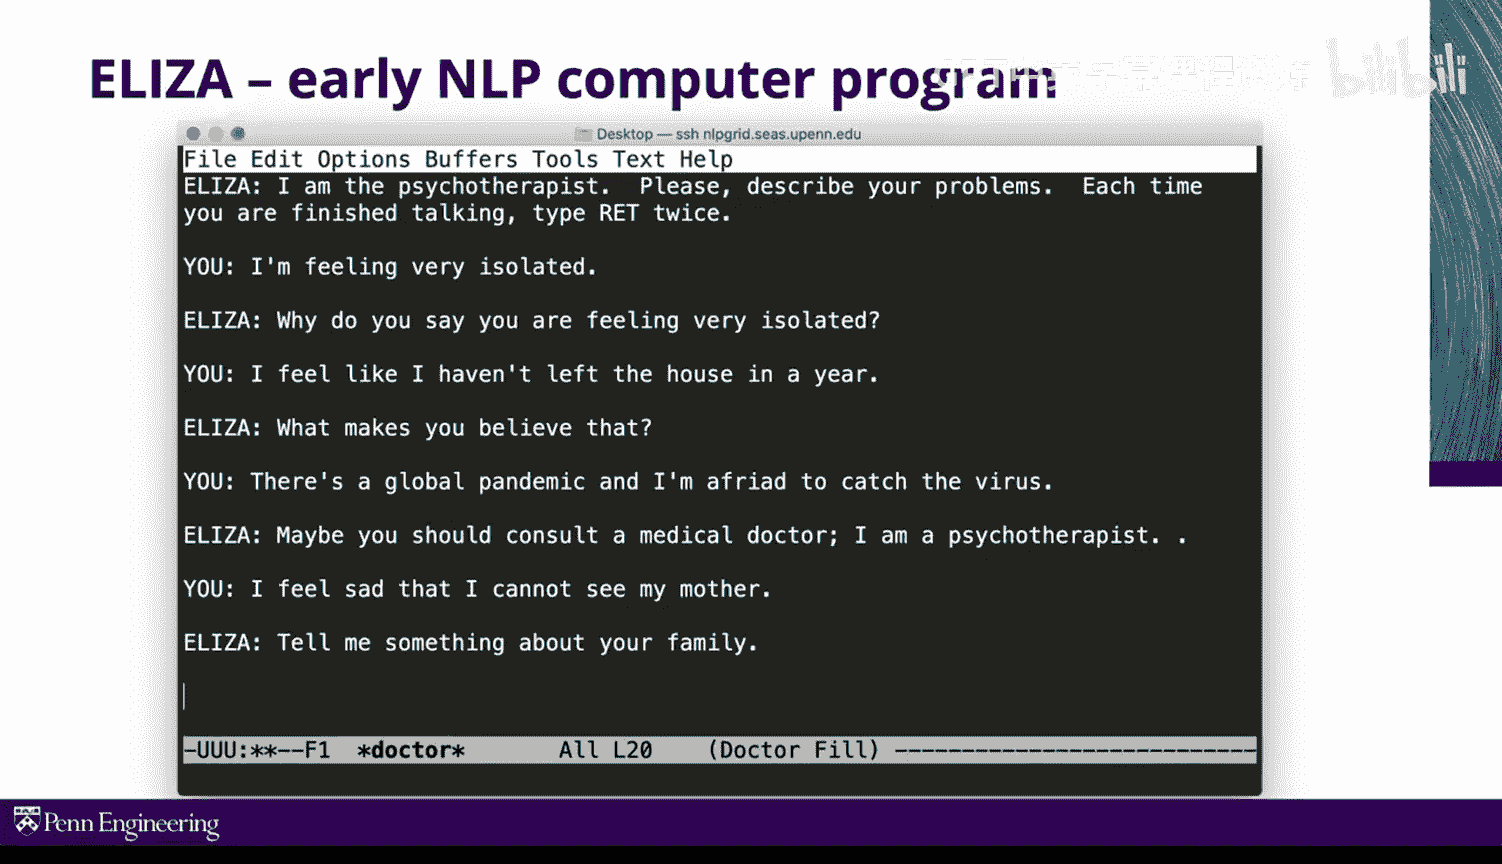 ELIZA – early NLP computer program
bilibili
Desktop — ssh nlpgrid.seas.upenn.edu
File Edit Options Buffers Tools Text Help
ELIZA: I am the psychotherapist.  Please, describe your problems.  Each time
you are finished talking, type RET twice.
YOU: I'm feeling very isolated.
ELIZA: Why do you say you are feeling very isolated?
YOU: I feel like I haven't left the house in a year.
ELIZA: What makes you believe that?
YOU: There's a global pandemic and I'm afriad to catch the virus.
ELIZA: Maybe you should consult a medical doctor; I am a psychotherapist. .
YOU: I feel sad that I cannot see my mother.
ELIZA: Tell me something about your family.
-UUU:**--F1  *doctor*       All L20    (Doctor Fill) ---------------------------
Penn Engineering